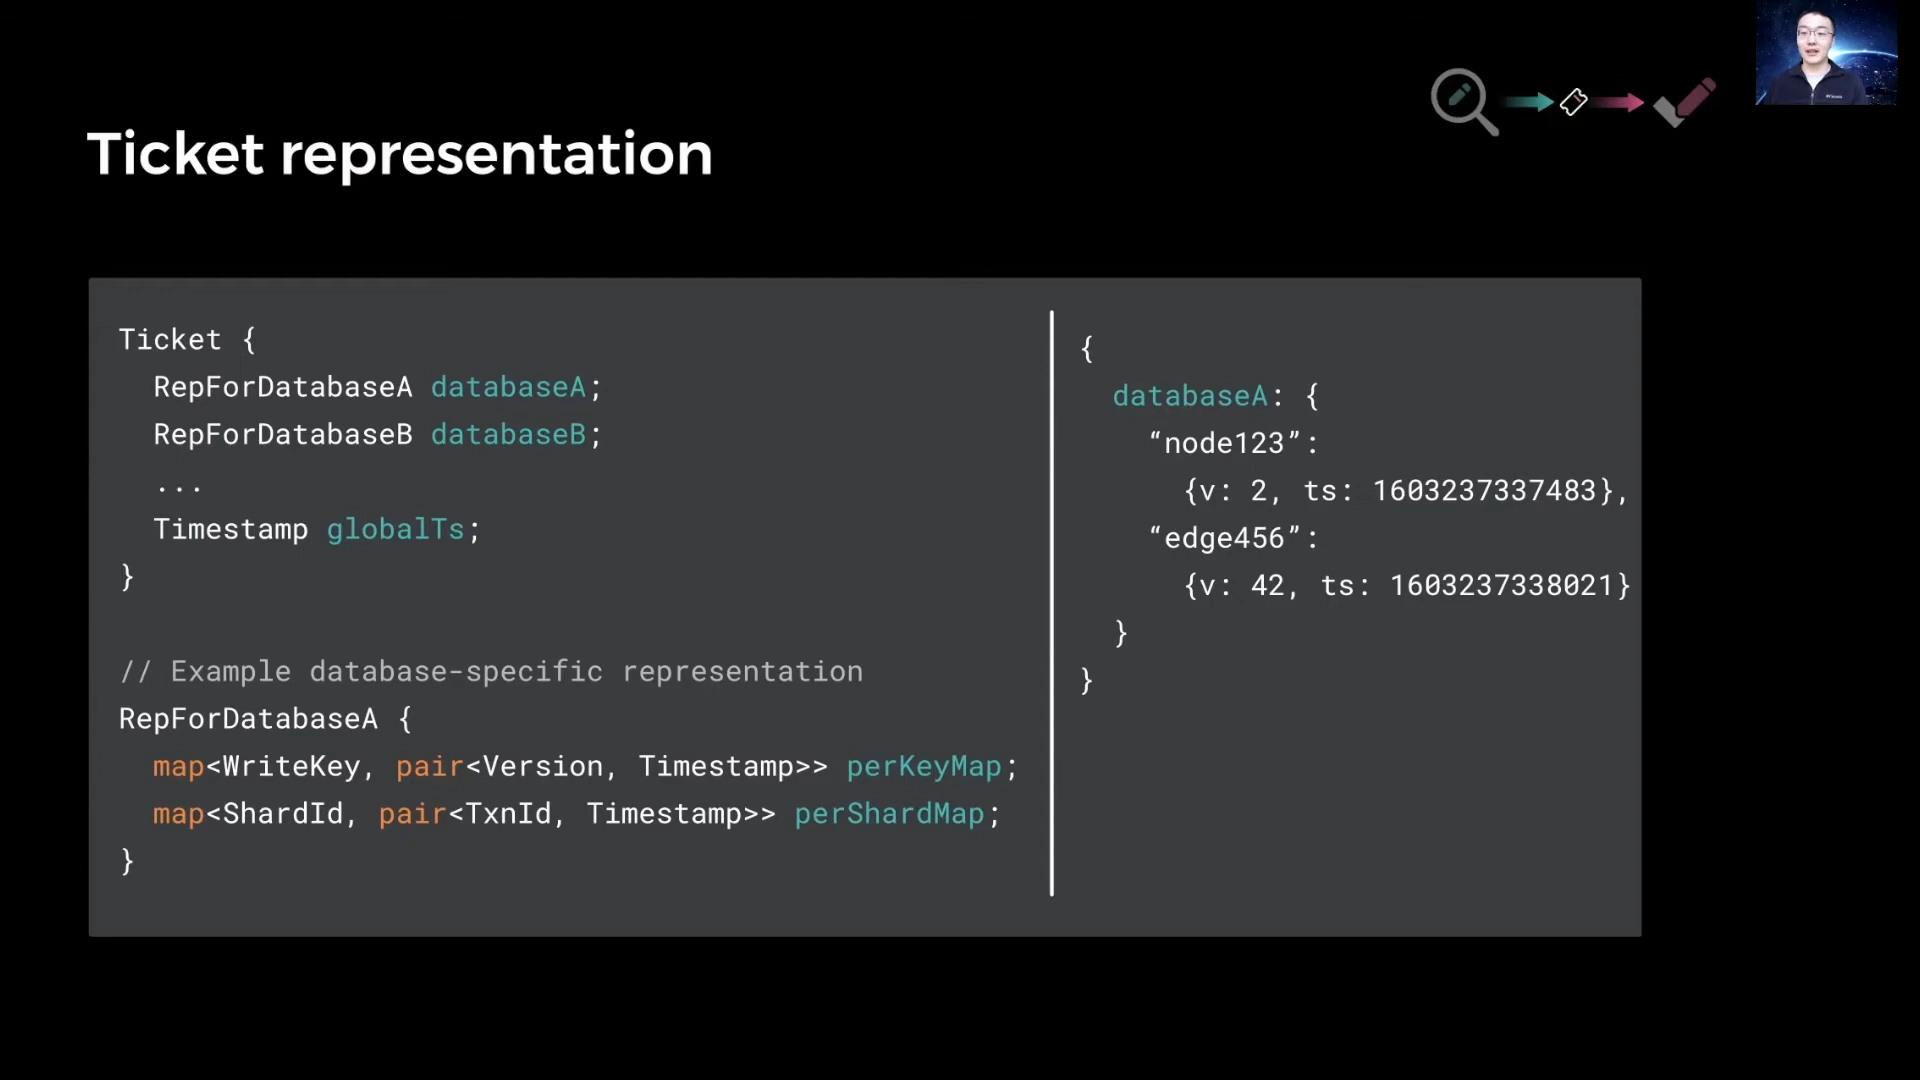 Ticket representation
Ticket {
RepForDatabaseA databaseA;
RepForDatabaseB databaseB;
...
Timestamp globalTs;
}
// Example database-specific representation
RepForDatabaseA {
map<WriteKey, pair<Version, Timestamp>> perKeyMap;
map<ShardId, pair<TxnId, Timestamp>> perShardMap;
}
{
databaseA: {
“node123”:
{v: 2, ts: 1603237337483},
“edge456”:
{v: 42, ts: 1603237338021}
}
}